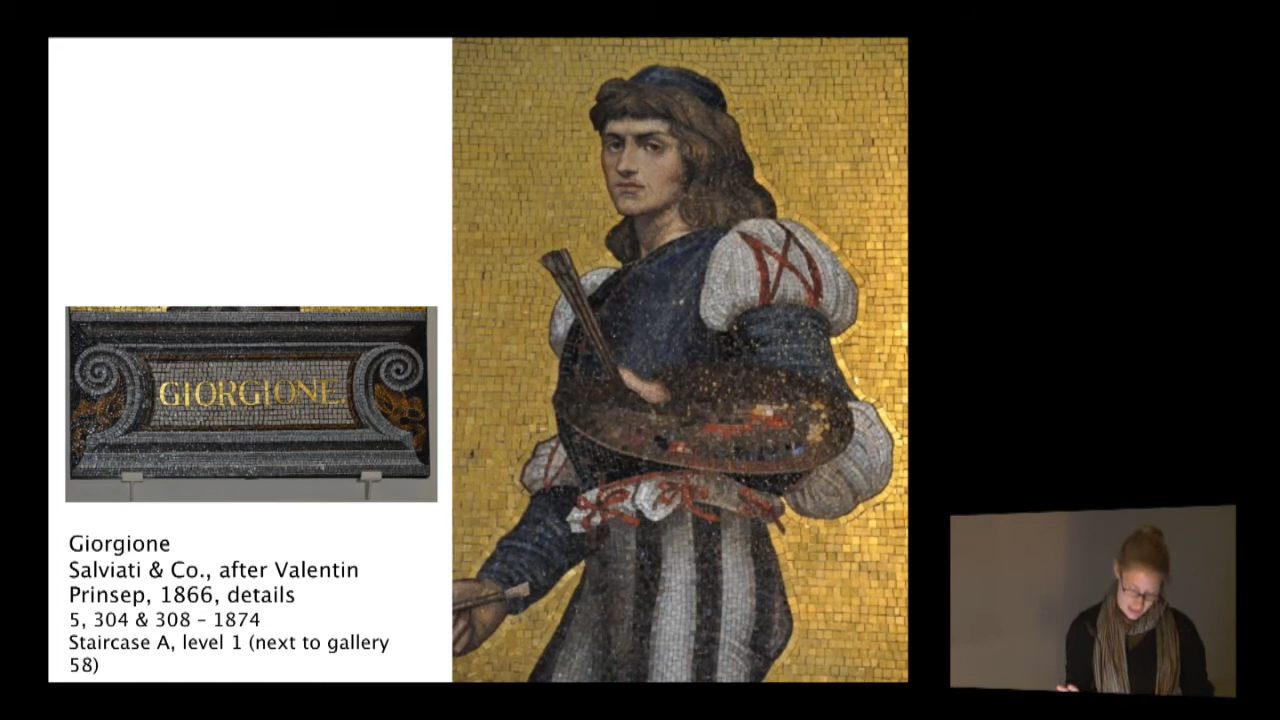 GIORGIONE.
Giorgione
Salviati & Co., after Valentin
Prinsep, 1866, details
5, 304 & 308 – 1874
Staircase A, level 1 (next to gallery
58)